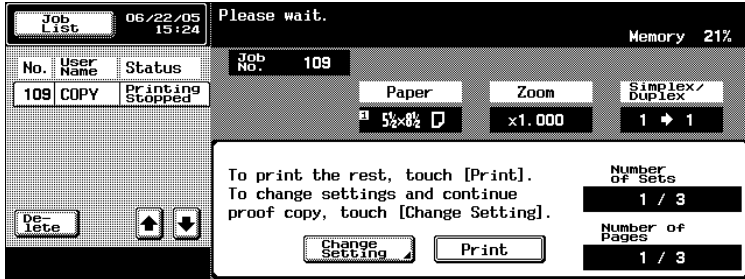 Job
List
06/22/05
15:24
No. User
Name Status
109 COPY Printing
Stopped
De-
lete
Please wait.
Memory 21%
Job
No. 109
Paper
1 5½×8½
Zoom
×1.000
Simplex/
Duplex
1 ➔ 1
To print the rest, touch [Print].
To change settings and continue
proof copy, touch [Change Setting].
Change
Setting
Print
Number
of Sets
1 / 3
Number of
Pages
1 / 3